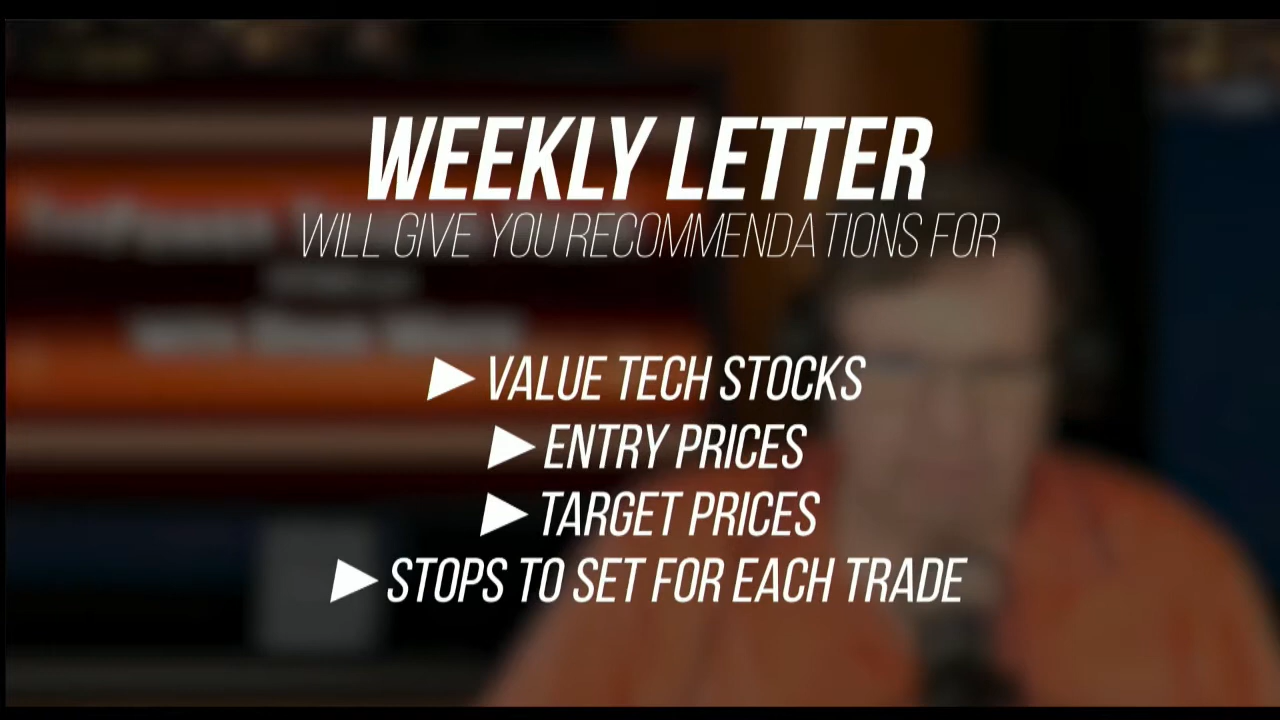 WEEKLY LETTER
WILL GIVE YOU RECOMMENDATIONS FOR
▶ VALUE TECH STOCKS
▶ ENTRY PRICES
▶ TARGET PRICES
▶ STOPS TO SET FOR EACH TRADE